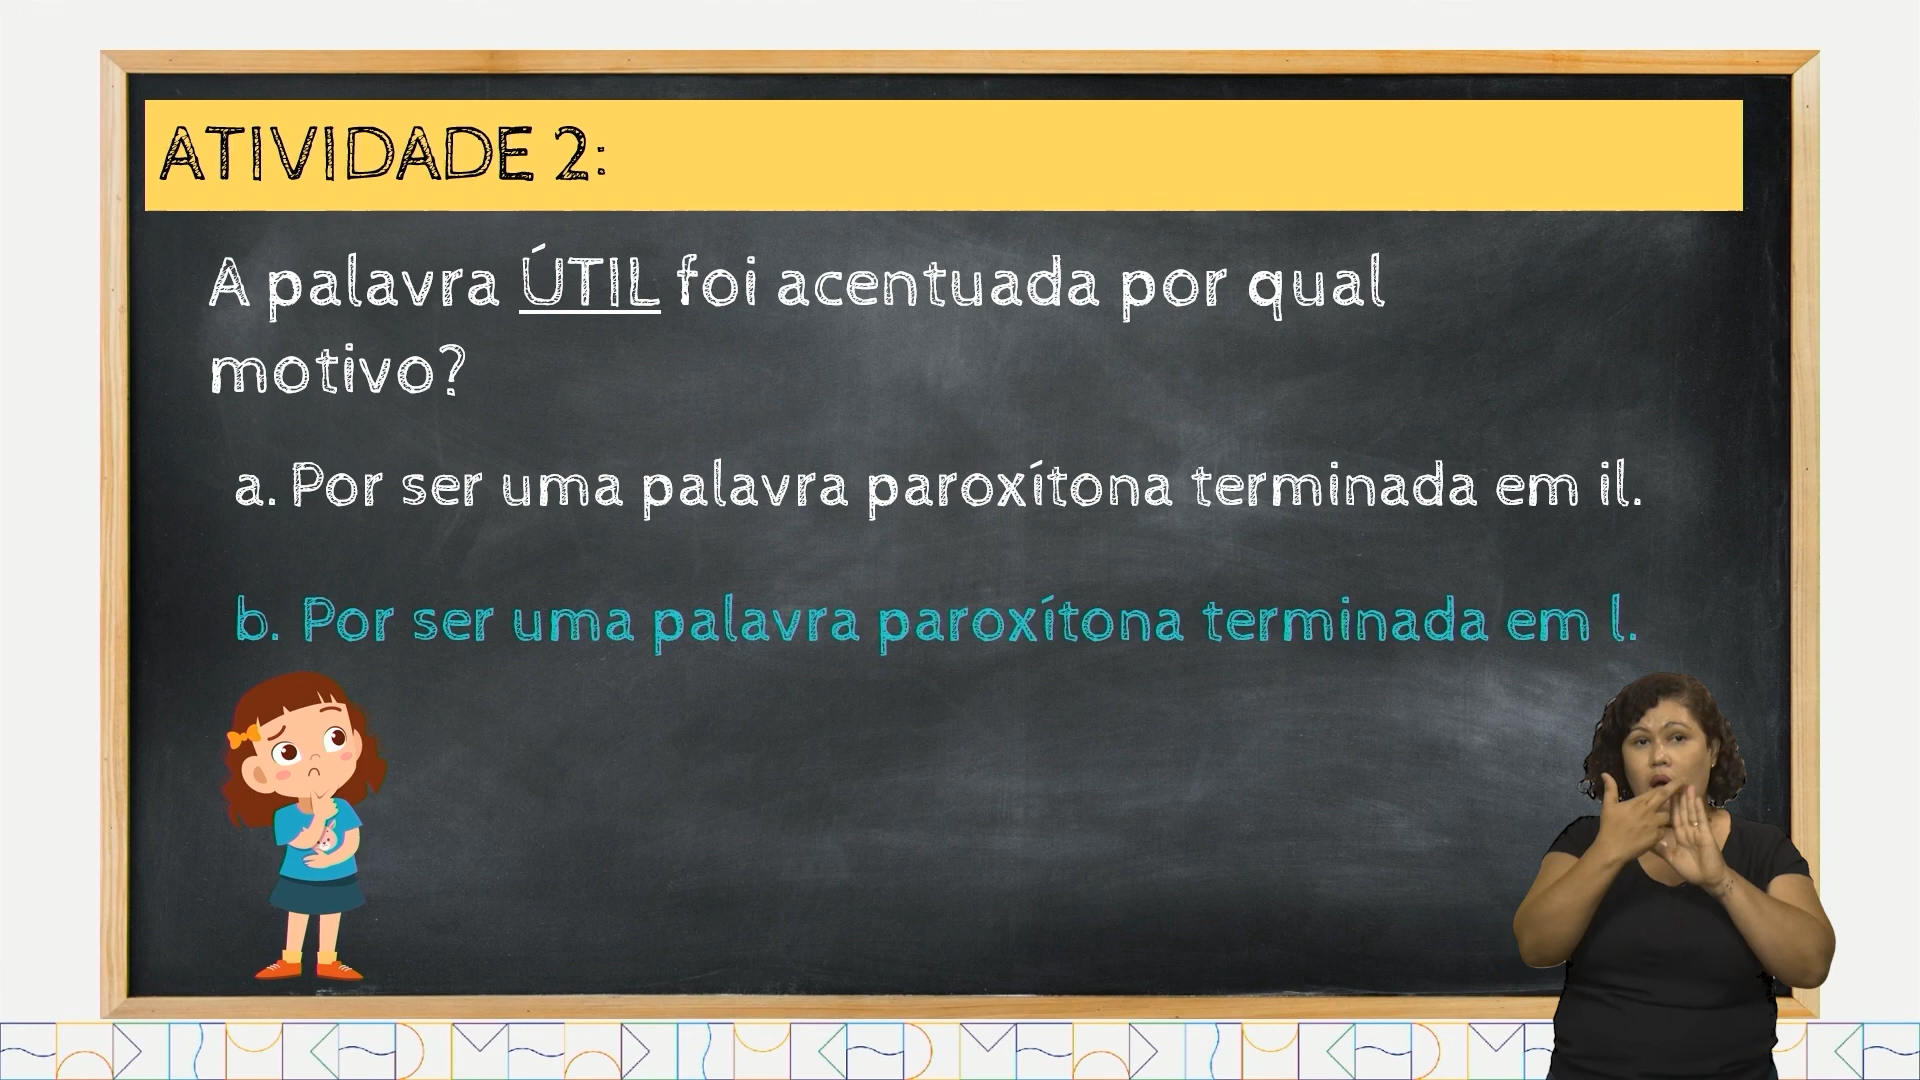 ATIVIDADE 2:
A palavra ÚTIL foi acentuada por qual
motivo?
a. Por ser uma palavra paroxítona terminada em il.
b. Por ser uma palavra paroxítona terminada em l.